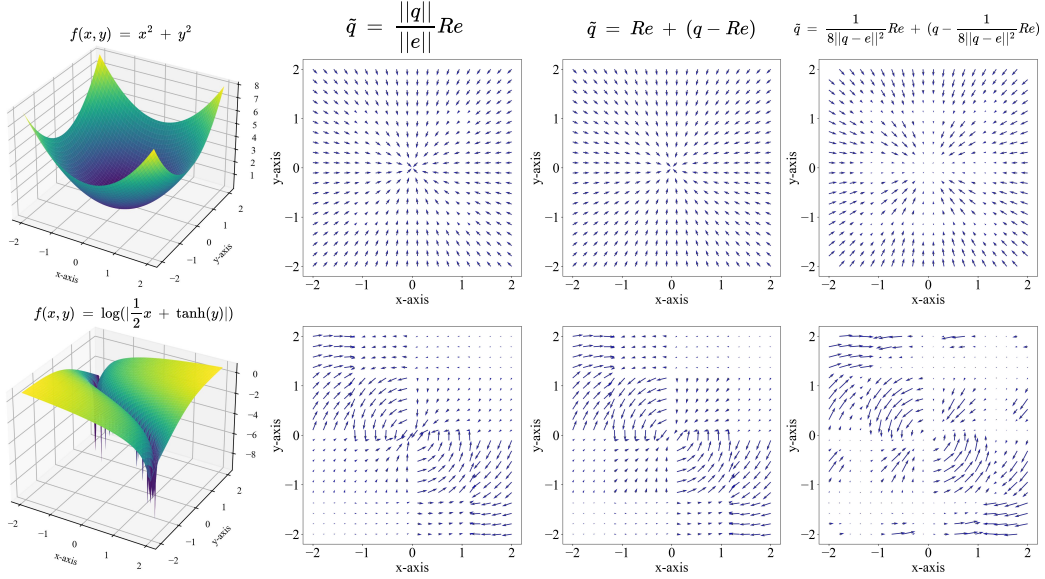 f(x, y) = x² + y²
q̃ = ||q||/||e|| Re
q̃ = Re + (q − Re)
q̃ = 1/(8||q − e||²) Re + (q − 1/(8||q − e||²) Re)
8
7
6
5
4
3
2
1
2
1
0
−1
−2
y-axis
−2
−1
0
1
2
x-axis
2
1
0
−1
−2
y-axis
−2 −1 0 1 2
x-axis
2
1
0
−1
−2
y-axis
−2 −1 0 1 2
x-axis
2
1
0
−1
−2
y-axis
−2 −1 0 1 2
x-axis
f(x, y) = log(|1/2 x + tanh(y)|)
0
−2
−4
−6
−8
2
1
0
−1
−2
y-axis
−2
−1
0
1
2
x-axis
2
1
0
−1
−2
y-axis
−2 −1 0 1 2
x-axis
2
1
0
−1
−2
y-axis
−2 −1 0 1 2
x-axis
2
1
0
−1
−2
y-axis
−2 −1 0 1 2
x-axis